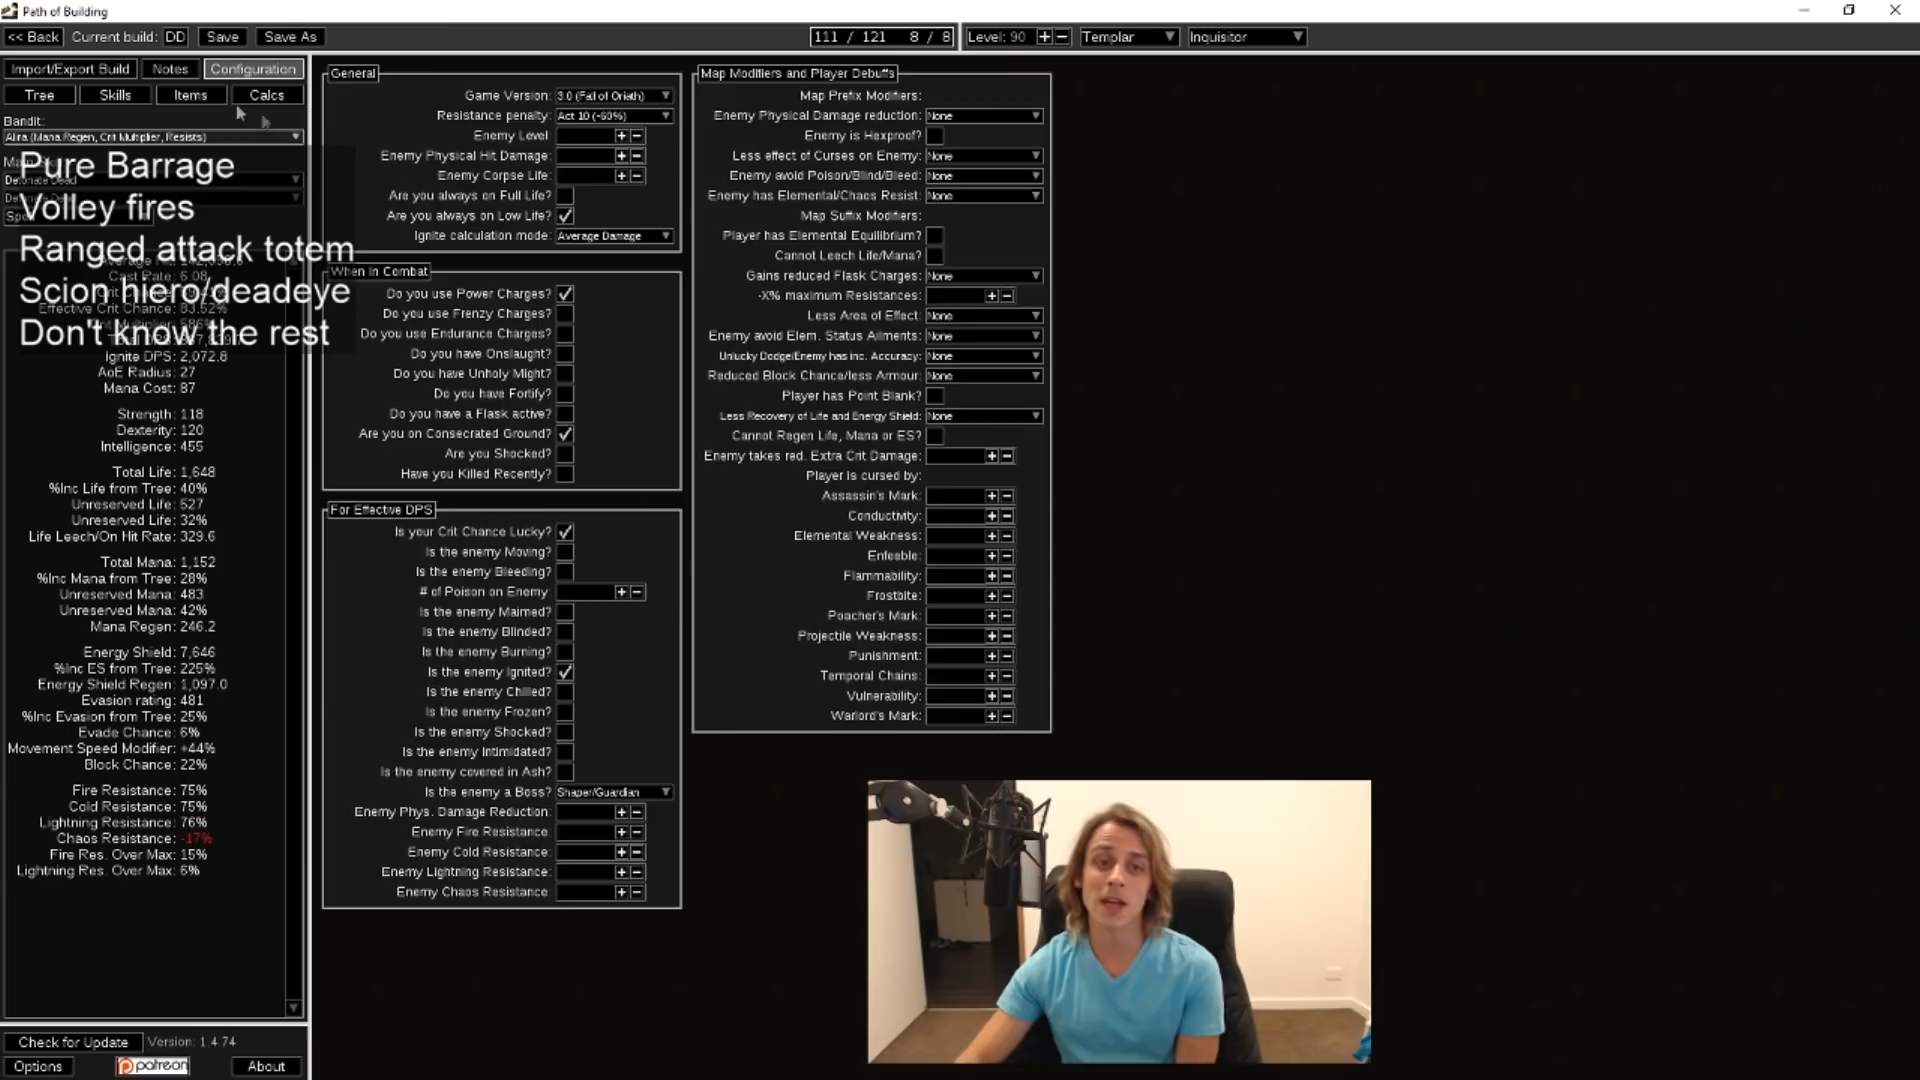 Path of Building
<< Back
Current build:
DD
Save
Save As
111 / 121 8 / 8
Level: 90
+
−
Templar
Inquisitor
Import/Export Build
Notes
Configuration
Tree
Skills
Items
Calcs
Bandit:
Alira (Mana Regen, Crit Multiplier, Resists)
Pure Barrage
Detonate Dead
Volley fires
Ranged attack totem
Cast Rate: 6.08
Scion hiero/deadeye
Effective Crit Chance: 83.52%
Don't know the rest
Ignite DPS: 2,072.8
AoE Radius: 27
Mana Cost: 87
Strength: 118
Dexterity: 120
Intelligence: 455
Total Life: 1,648
%Inc Life from Tree: 40%
Unreserved Life: 527
Unreserved Life: 32%
Life Leech/On Hit Rate: 329.6
Total Mana: 1,152
%Inc Mana from Tree: 28%
Unreserved Mana: 483
Unreserved Mana: 42%
Mana Regen: 246.2
Energy Shield: 7,646
%Inc ES from Tree: 225%
Energy Shield Regen: 1,097.0
Evasion rating: 481
%Inc Evasion from Tree: 25%
Evade Chance: 6%
Movement Speed Modifier: +44%
Block Chance: 22%
Fire Resistance: 75%
Cold Resistance: 75%
Lightning Resistance: 76%
Chaos Resistance: -17%
Fire Res. Over Max: 15%
Lightning Res. Over Max: 6%
Check for Update
Version: 1.4.74
Options
patreon
About
General
Game Version: 3.0 (Fall of Oriath)
Resistance penalty: Act 10 (-60%)
Enemy Level: + −
Enemy Physical Hit Damage: + −
Enemy Corpse Life: + −
Are you always on Full Life?
Are you always on Low Life?
Ignite calculation mode: Average Damage
When In Combat
Do you use Power Charges?
Do you use Frenzy Charges?
Do you use Endurance Charges?
Do you have Onslaught?
Do you have Unholy Might?
Do you have Fortify?
Do you have a Flask active?
Are you on Consecrated Ground?
Are you Shocked?
Have you Killed Recently?
For Effective DPS
Is your Crit Chance Lucky?
Is the enemy Moving?
Is the enemy Bleeding?
# of Poison on Enemy: + −
Is the enemy Maimed?
Is the enemy Blinded?
Is the enemy Burning?
Is the enemy Ignited?
Is the enemy Chilled?
Is the enemy Frozen?
Is the enemy Shocked?
Is the enemy Intimidated?
Is the enemy covered in Ash?
Is the enemy a Boss? Shaper/Guardian
Enemy Phys. Damage Reduction: + −
Enemy Fire Resistance: + −
Enemy Cold Resistance: + −
Enemy Lightning Resistance: + −
Enemy Chaos Resistance: + −
Map Modifiers and Player Debuffs
Map Prefix Modifiers:
Enemy Physical Damage reduction: None
Enemy is Hexproof?
Less effect of Curses on Enemy: None
Enemy avoid Poison/Blind/Bleed: None
Enemy has Elemental/Chaos Resist: None
Map Suffix Modifiers:
Player has Elemental Equilibrium?
Cannot Leech Life/Mana?
Gains reduced Flask Charges: None
-X% maximum Resistances: + −
Less Area of Effect: None
Enemy avoid Elem. Status Ailments: None
Unlucky Dodge/Enemy has inc. Accuracy: None
Reduced Block Chance/less Armour: None
Player has Point Blank?
Less Recovery of Life and Energy Shield: None
Cannot Regen Life, Mana or ES?
Enemy takes red. Extra Crit Damage: + −
Player is cursed by:
Assassin's Mark: + −
Conductivity: + −
Elemental Weakness: + −
Enfeeble: + −
Flammability: + −
Frostbite: + −
Poacher's Mark: + −
Projectile Weakness: + −
Punishment: + −
Temporal Chains: + −
Vulnerability: + −
Warlord's Mark: + −